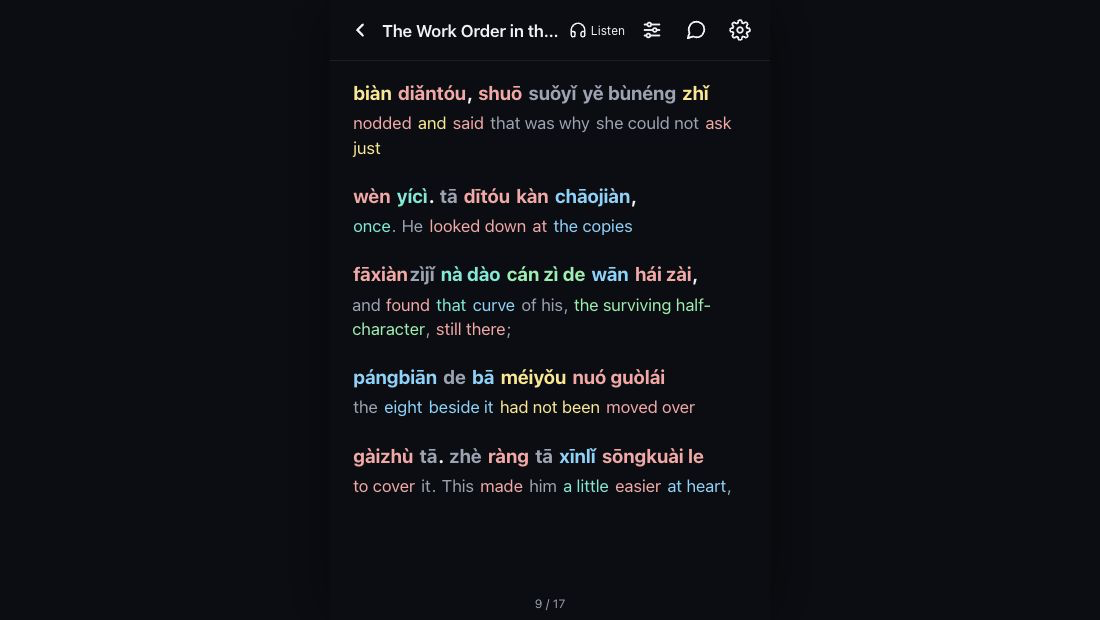 The Work Order in th... Listen
biàn diǎntóu, shuō suǒyǐ yě bùnéng zhǐ
nodded and said that was why she could not ask
just
wèn yícì. tā dītóu kàn chāojiàn,
once. He looked down at the copies
fāxiàn zìjǐ nà dào cán zì de wān hái zài,
and found that curve of his, the surviving half-
character, still there;
pángbiān de bā méiyǒu nuó guòlái
the eight beside it had not been moved over
gàizhù tā. zhè ràng tā xīnlǐ sōngkuài le
to cover it. This made him a little easier at heart,
9 / 17